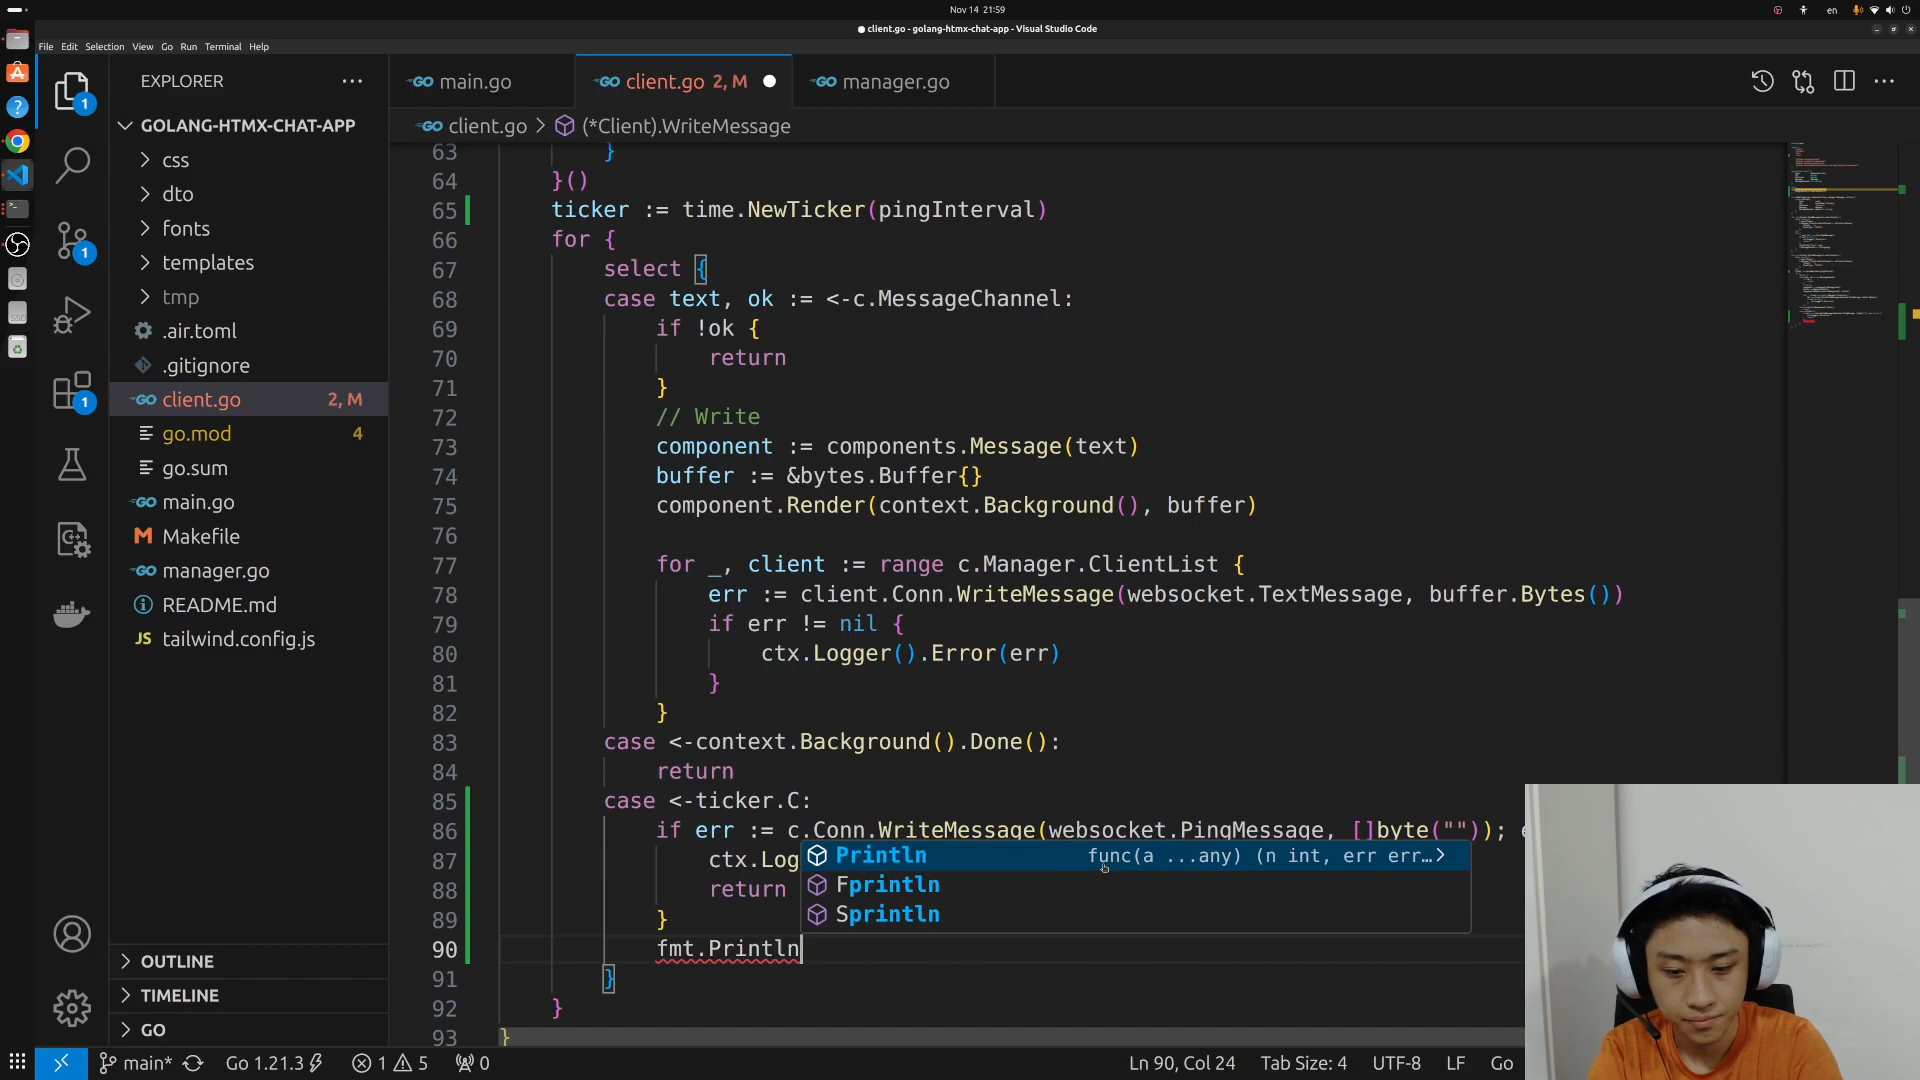 Nov 14 21:59
en
client.go - golang-htmx-chat-app - Visual Studio Code
File Edit Selection View Go Run Terminal Help
EXPLORER
main.go
client.go 2, M
manager.go
client.go > (*Client).WriteMessage
GOLANG-HTMX-CHAT-APP
css
dto
fonts
templates
tmp
.air.toml
.gitignore
client.go 2, M
go.mod 4
go.sum
main.go
Makefile
manager.go
README.md
tailwind.config.js
OUTLINE
TIMELINE
GO
1
1
1
63 }
64 }()
65 ticker := time.NewTicker(pingInterval)
66 for {
67 select {
68 case text, ok := <-c.MessageChannel:
69 if !ok {
70 return
71 }
72 // Write
73 component := components.Message(text)
74 buffer := &bytes.Buffer{}
75 component.Render(context.Background(), buffer)
76
77 for _, client := range c.Manager.ClientList {
78 err := client.Conn.WriteMessage(websocket.TextMessage, buffer.Bytes())
79 if err != nil {
80 ctx.Logger().Error(err)
81 }
82 }
83 case <-context.Background().Done():
84 return
85 case <-ticker.C:
86 if err := c.Conn.WriteMessage(websocket.PingMessage, []byte("")); e
87 ctx.Log
88 return
89 }
90 fmt.Println
91 }
92 }
93 }
Println func(a ...any) (n int, err err…
Fprintln
Sprintln
main* Go 1.21.3 1 5 0 Ln 90, Col 24 Tab Size: 4 UTF-8 LF Go